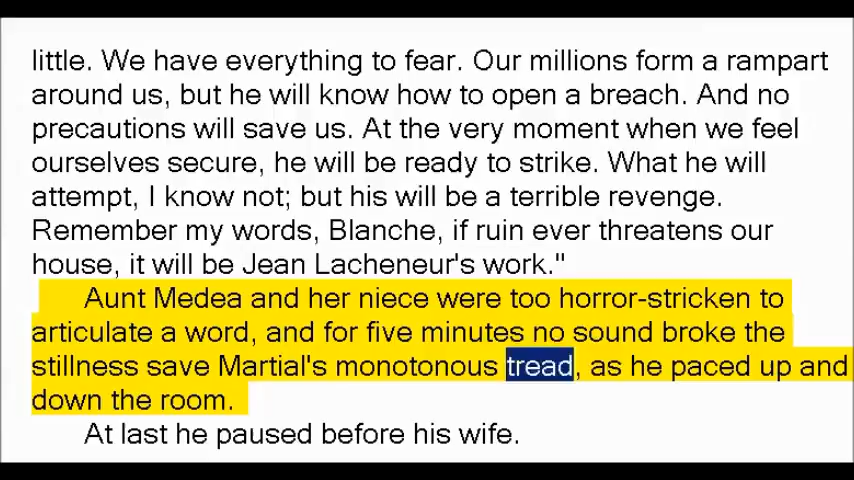 little. We have everything to fear. Our millions form a rampart
around us, but he will know how to open a breach. And no
precautions will save us. At the very moment when we feel
ourselves secure, he will be ready to strike. What he will
attempt, I know not; but his will be a terrible revenge.
Remember my words, Blanche, if ruin ever threatens our
house, it will be Jean Lacheneur's work."
Aunt Medea and her niece were too horror-stricken to
articulate a word, and for five minutes no sound broke the
stillness save Martial's monotonous tread, as he paced up and
down the room.
At last he paused before his wife.